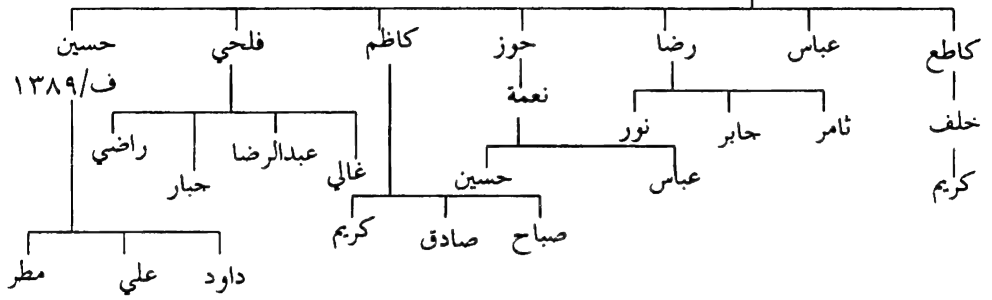 كاطع عباس رضا حوز كاظم فلحي حسين
خلف ثامر جابر نور نعمة ف/١٣٨٩
كريم عباس حسين غالي عبدالرضا جبار راضي
صباح صادق كريم
داود علي مطر